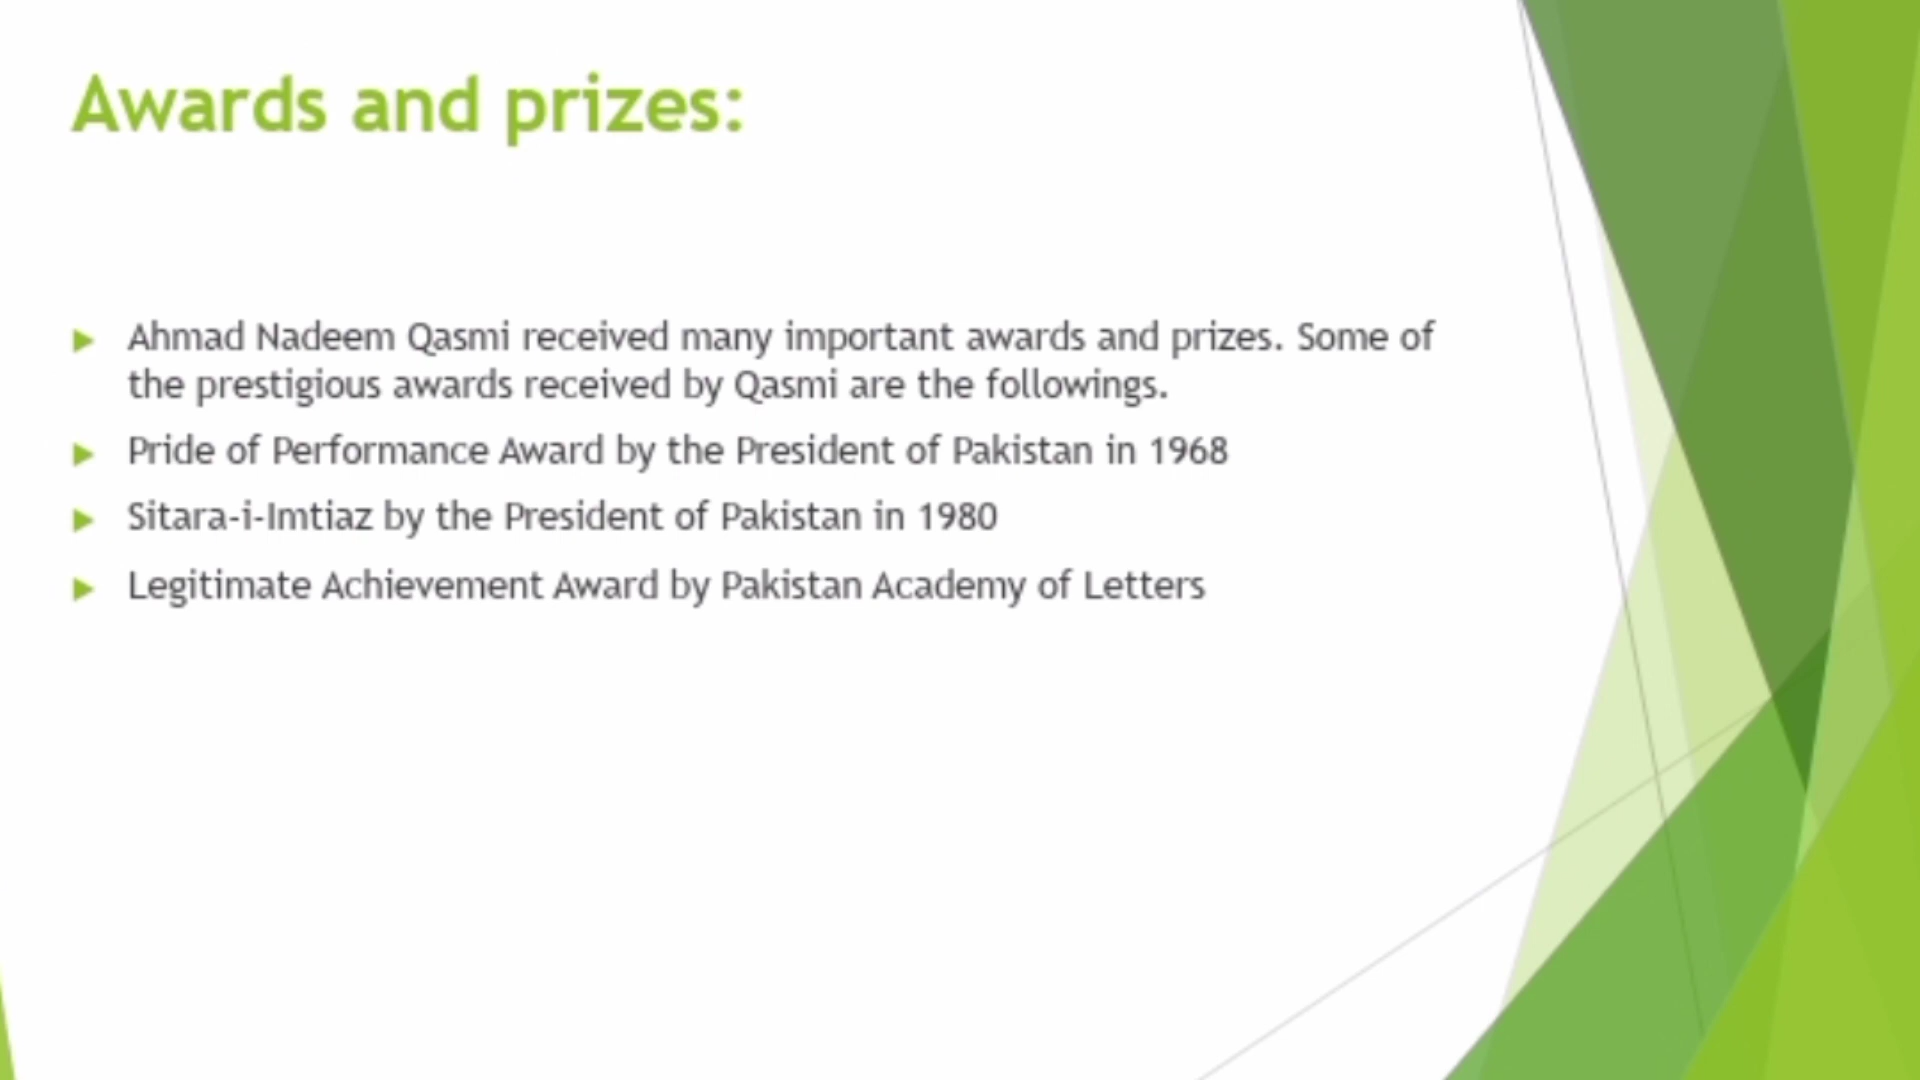 Awards and prizes:
Ahmad Nadeem Qasmi received many important awards and prizes. Some of
the prestigious awards received by Qasmi are the followings.
Pride of Performance Award by the President of Pakistan in 1968
Sitara-i-Imtiaz by the President of Pakistan in 1980
Legitimate Achievement Award by Pakistan Academy of Letters